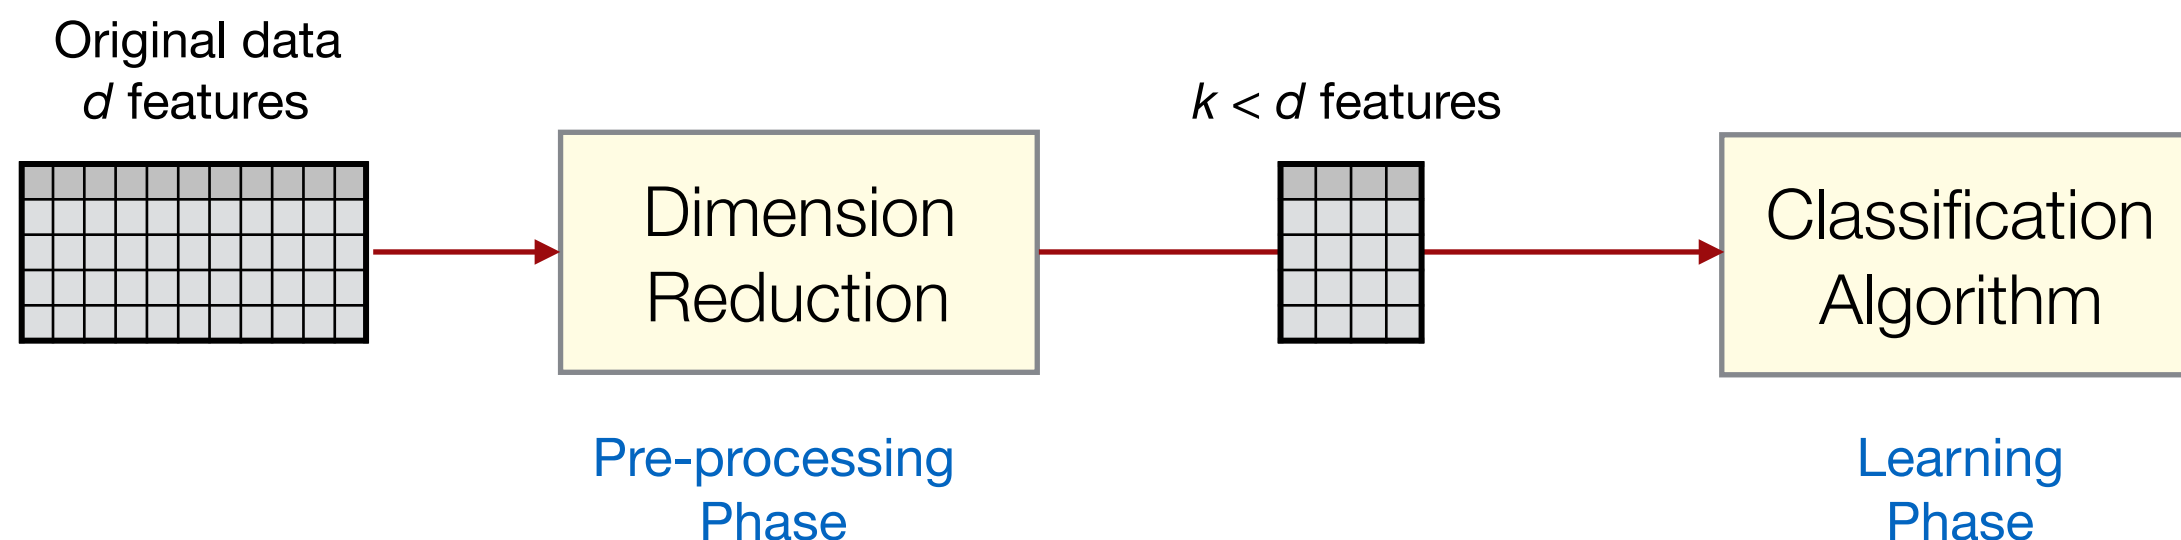 Original data
d features
k < d features
Dimension
Reduction
Classification
Algorithm
Pre-processing
Phase
Learning
Phase